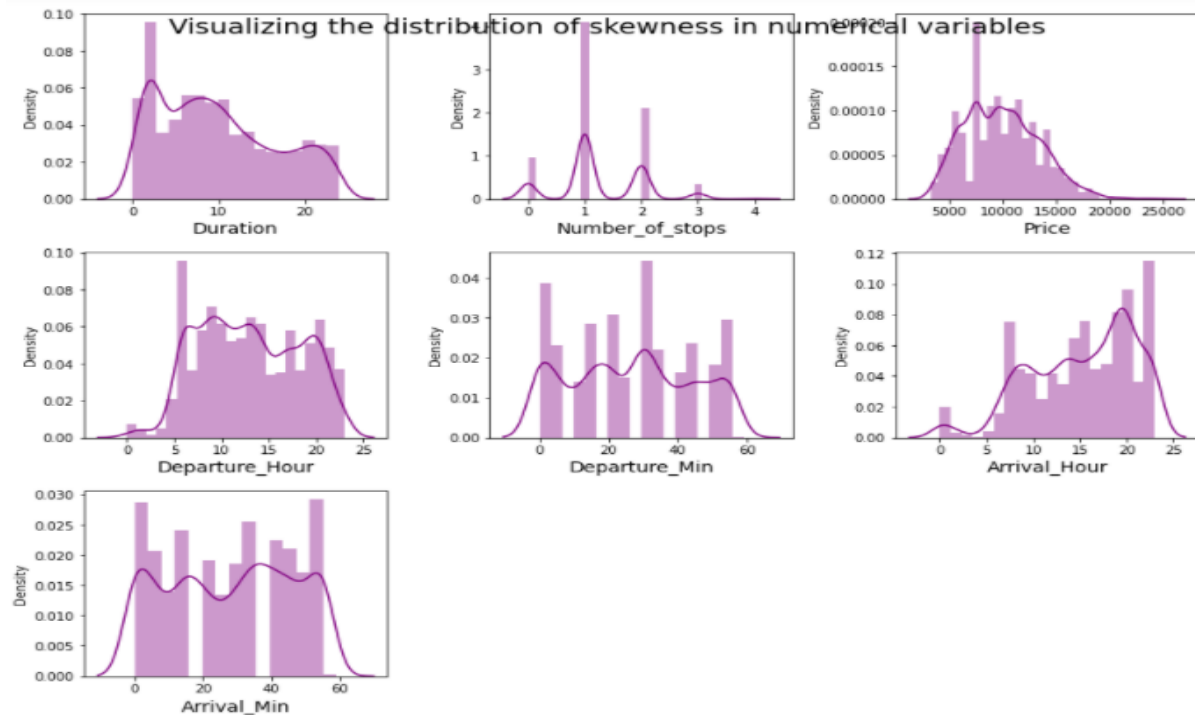 Visualizing the distribution of skewness in numerical variables
0.10
0.08
0.06
0.04
0.02
0.00
Density
0 10 20
Duration
3
2
1
0
Density
0 1 2 3 4
Number_of_stops
0.00020
0.00015
0.00010
0.00005
0.00000
Density
5000 10000 15000 20000 25000
Price
0.10
0.08
0.06
0.04
0.02
0.00
Density
0 5 10 15 20 25
Departure_Hour
0.04
0.03
0.02
0.01
0.00
Density
0 20 40 60
Departure_Min
0.12
0.10
0.08
0.06
0.04
0.02
0.00
Density
0 5 10 15 20 25
Arrival_Hour
0.030
0.025
0.020
0.015
0.010
0.005
0.000
Density
0 20 40 60
Arrival_Min